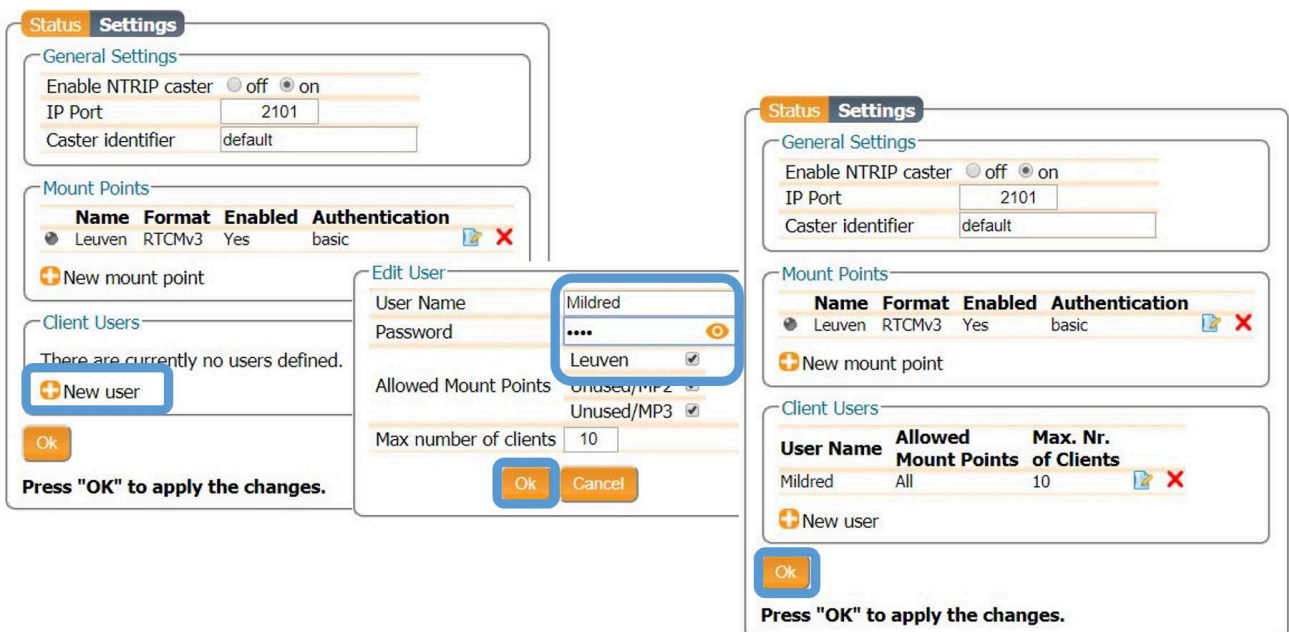 Status Settings
General Settings
Enable NTRIP caster off on
IP Port 2101
Caster identifier default
Mount Points
Name Format Enabled Authentication
Leuven RTCMv3 Yes basic
New mount point
Client Users
There are currently no users defined.
New user
Ok
Press "OK" to apply the changes.
Edit User
User Name Mildred
Password ••••
Leuven
Allowed Mount Points Unused/MP2
Unused/MP3
Max number of clients 10
Ok Cancel
Status Settings
General Settings
Enable NTRIP caster off on
IP Port 2101
Caster identifier default
Mount Points
Name Format Enabled Authentication
Leuven RTCMv3 Yes basic
New mount point
Client Users
User Name Allowed Mount Points Max. Nr. of Clients
Mildred All 10
New user
Ok
Press "OK" to apply the changes.